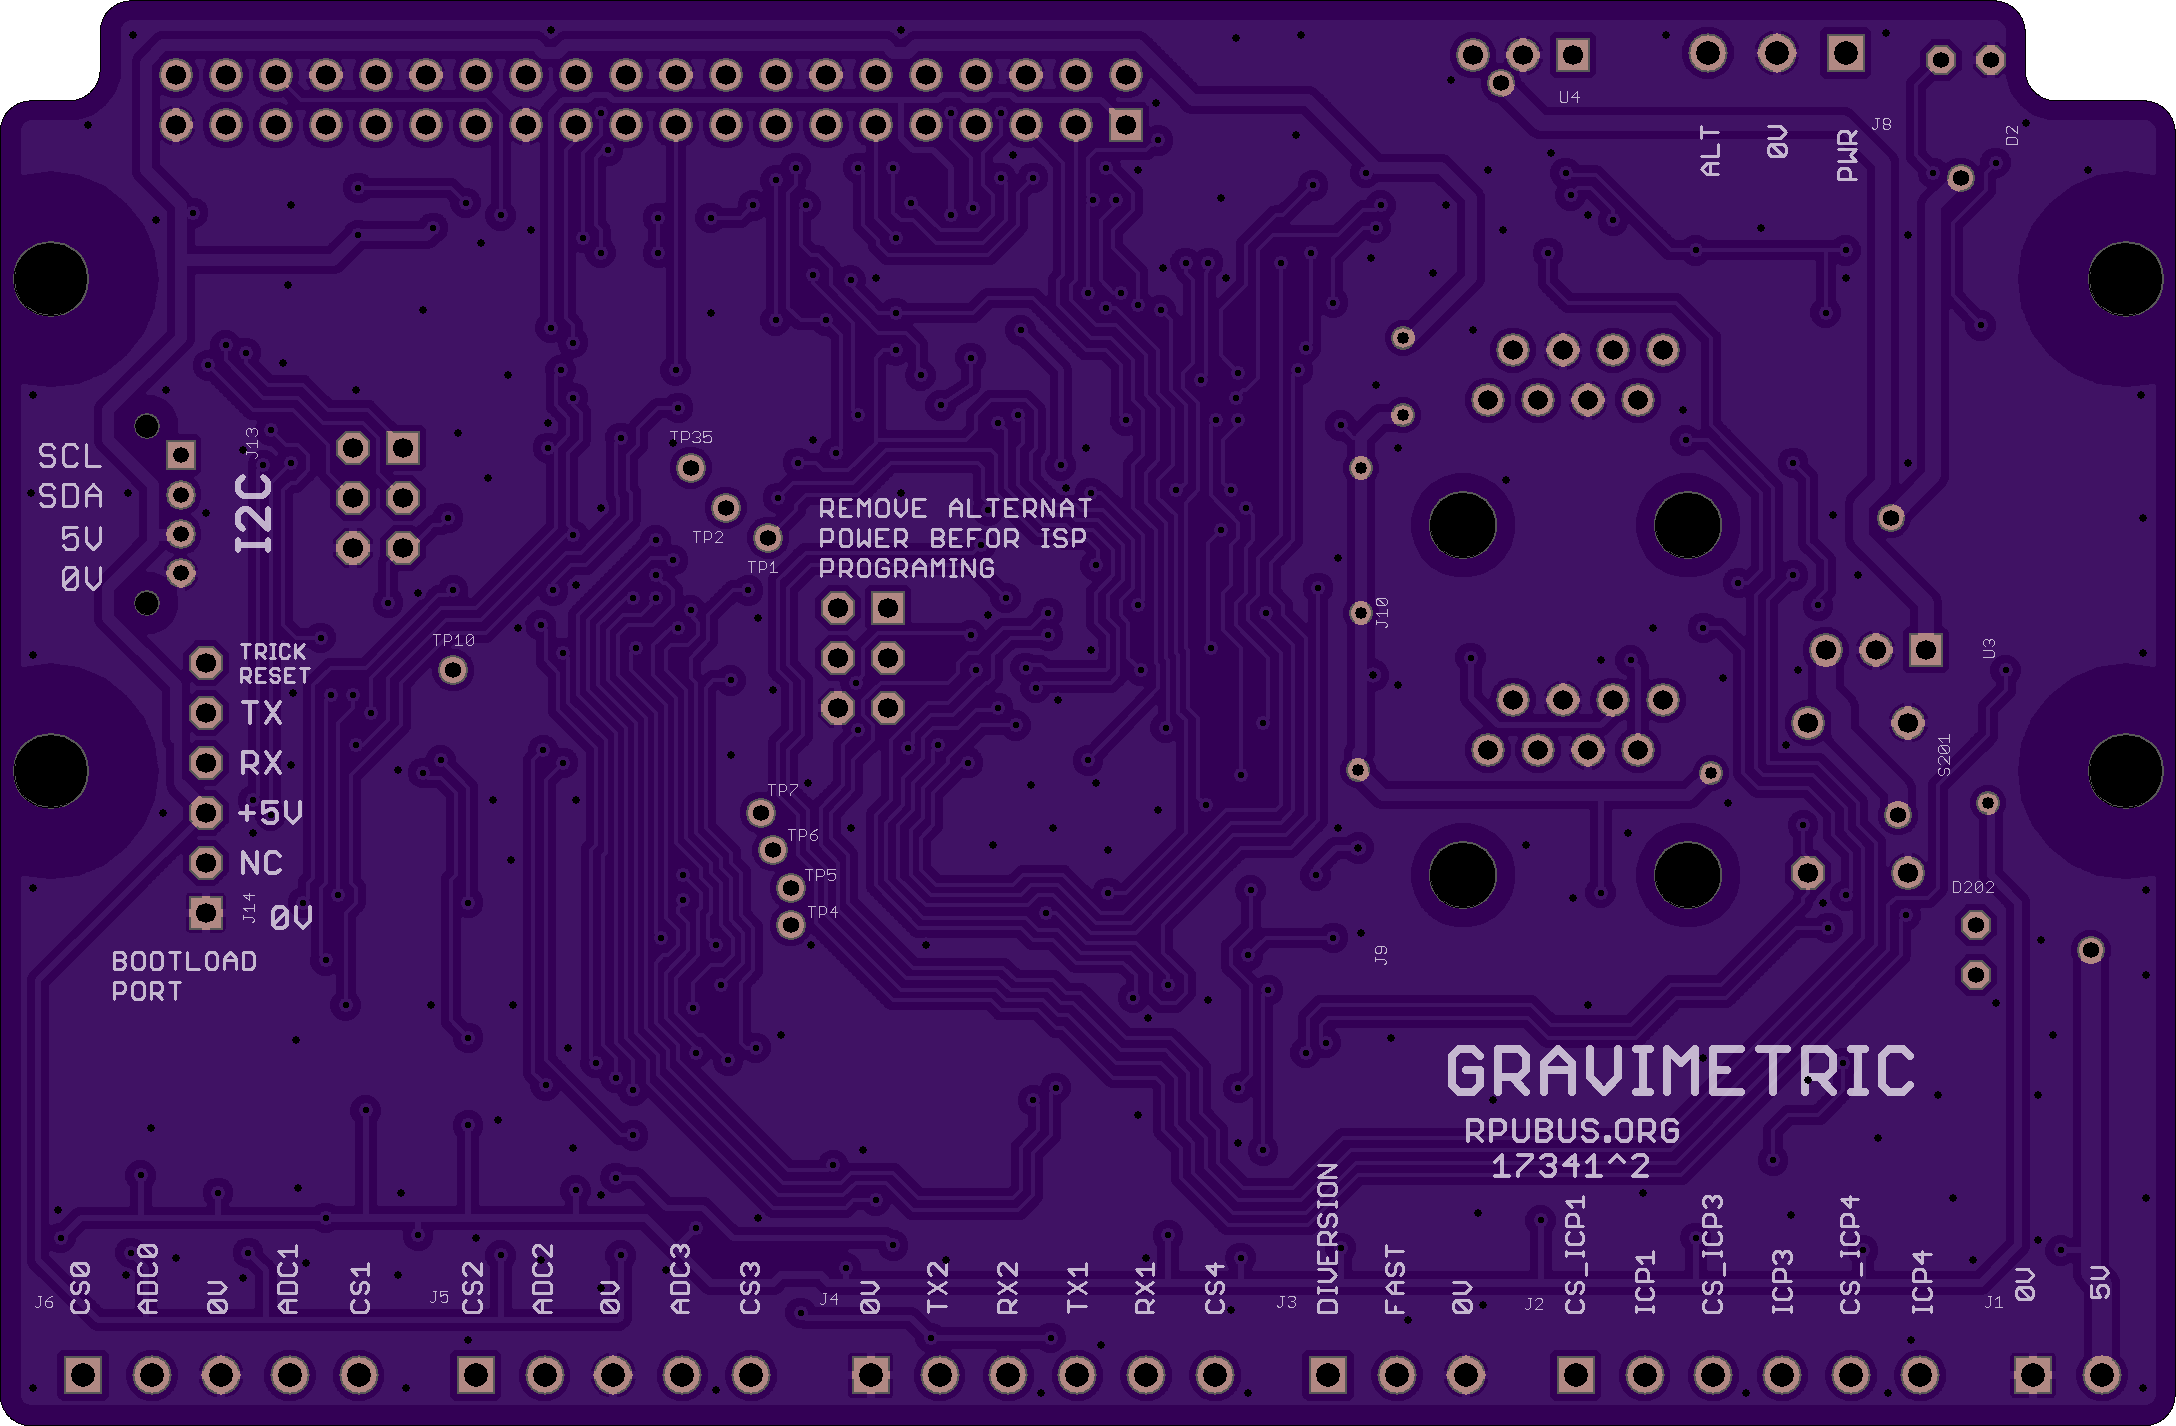 U4
J8
D2
ALT
0V
PWR
J13
TP35
SCL
SDA
5V
0V
I2C
TP2
TP1
REMOVE ALTERNAT
POWER BEFOR ISP
PROGRAMING
J10
TP10
U3
TRICK
RESET
TX
RX
+5V
NC
J14
0V
BOOTLOAD
PORT
TP7
TP6
TP5
TP4
S201
D202
J9
GRAVIMETRIC
RPUBUS.ORG
17341^2
J6
CS0
ADC0
0V
ADC1
CS1
J5
CS2
ADC2
0V
ADC3
CS3
J4
0V
TX2
RX2
TX1
RX1
CS4
J3
DIVERSION
FAST
0V
J2
CS_ICP1
ICP1
CS_ICP3
ICP3
CS_ICP4
ICP4
J1
0V
5V